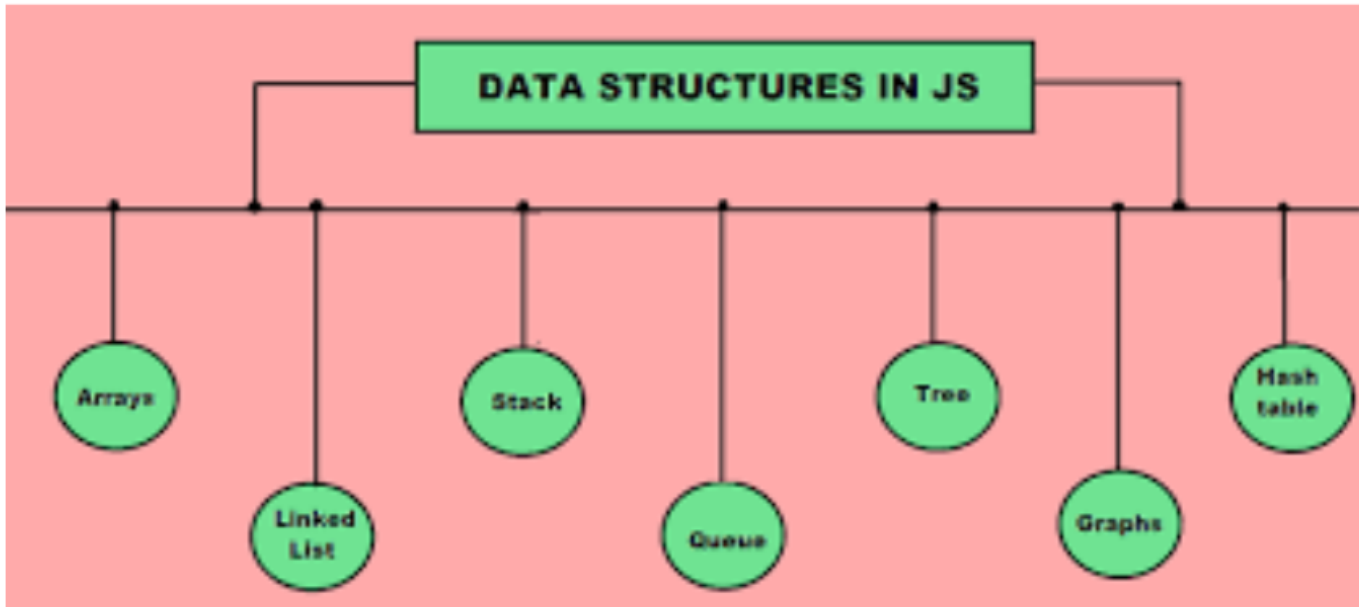 DATA STRUCTURES IN JS
Arrays
Linked
List
Stack
Queue
Tree
Graphs
Hash
table